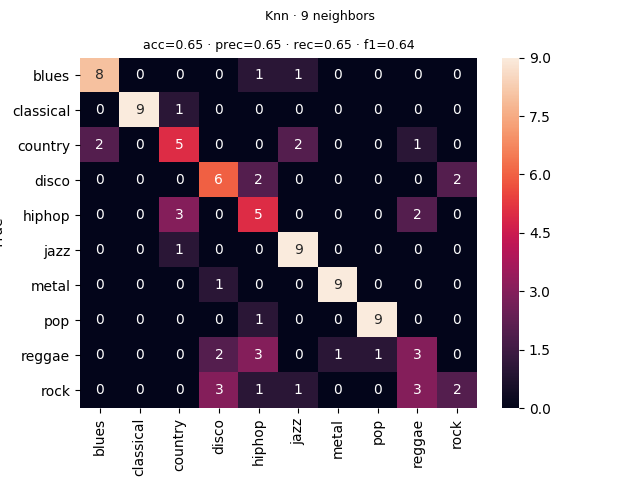 Knn · 9 neighbors
acc=0.65 · prec=0.65 · rec=0.65 · f1=0.64
blues 8 0 0 0 1 1 0 0 0 0
classical 0 9 1 0 0 0 0 0 0 0
country 2 0 5 0 0 2 0 0 1 0
disco 0 0 0 6 2 0 0 0 0 2
hiphop 0 0 3 0 5 0 0 0 2 0
jazz 0 0 1 0 0 9 0 0 0 0
metal 0 0 0 1 0 0 9 0 0 0
pop 0 0 0 0 1 0 0 9 0 0
reggae 0 0 0 2 3 0 1 1 3 0
rock 0 0 0 3 1 1 0 0 3 2
blues classical country disco hiphop jazz metal pop reggae rock
9.0
7.5
6.0
4.5
3.0
1.5
0.0